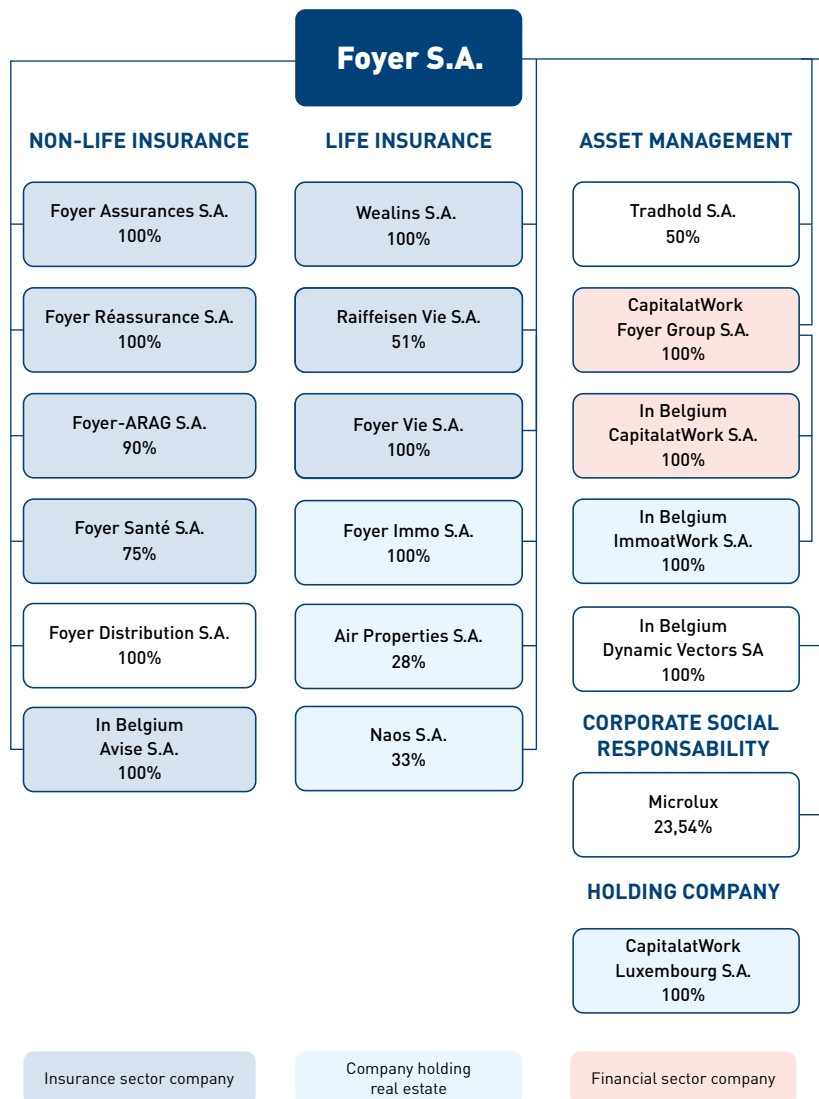 Foyer S.A.
NON-LIFE INSURANCE
Foyer Assurances S.A.
100%
Foyer Réassurance S.A.
100%
Foyer-ARAG S.A.
90%
Foyer Santé S.A.
75%
Foyer Distribution S.A.
100%
In Belgium
Avise S.A.
100%
LIFE INSURANCE
Wealins S.A.
100%
Raiffeisen Vie S.A.
51%
Foyer Vie S.A.
100%
Foyer Immo S.A.
100%
Air Properties S.A.
28%
Naos S.A.
33%
ASSET MANAGEMENT
Tradhold S.A.
50%
CapitalatWork
Foyer Group S.A.
100%
In Belgium
CapitalatWork S.A.
100%
In Belgium
ImmoatWork S.A.
100%
In Belgium
Dynamic Vectors SA
100%
CORPORATE SOCIAL
RESPONSABILITY
Microlux
23,54%
HOLDING COMPANY
CapitalatWork
Luxembourg S.A.
100%
Insurance sector company
Company holding
real estate
Financial sector company